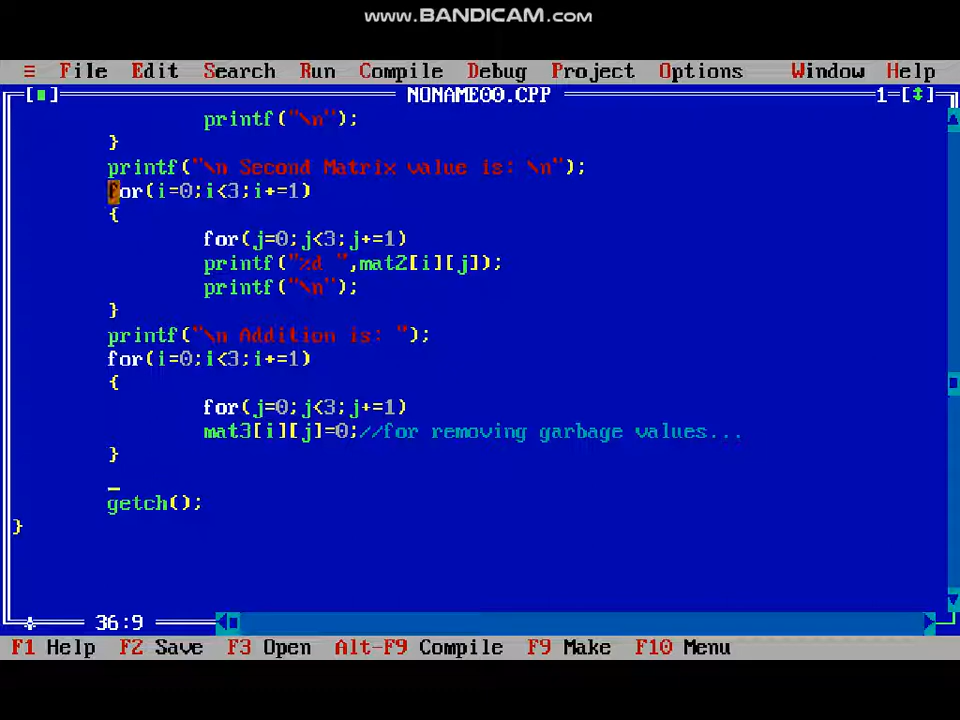 www.BANDICAM.com
≡ File Edit Search Run Compile Debug Project Options Window Help
[■] NONAME00.CPP 1=[↕]
printf("\n");
}
printf("\n Second Matrix value is: \n");
for(i=0;i<3;i+=1)
{
for(j=0;j<3;j+=1)
printf("%d ",mat2[i][j]);
printf("\n");
}
printf("\n Addition is: ");
for(i=0;i<3;i+=1)
{
for(j=0;j<3;j+=1)
mat3[i][j]=0;//for removing garbage values...
}
_
getch();
}
36:9
F1 Help F2 Save F3 Open Alt-F9 Compile F9 Make F10 Menu